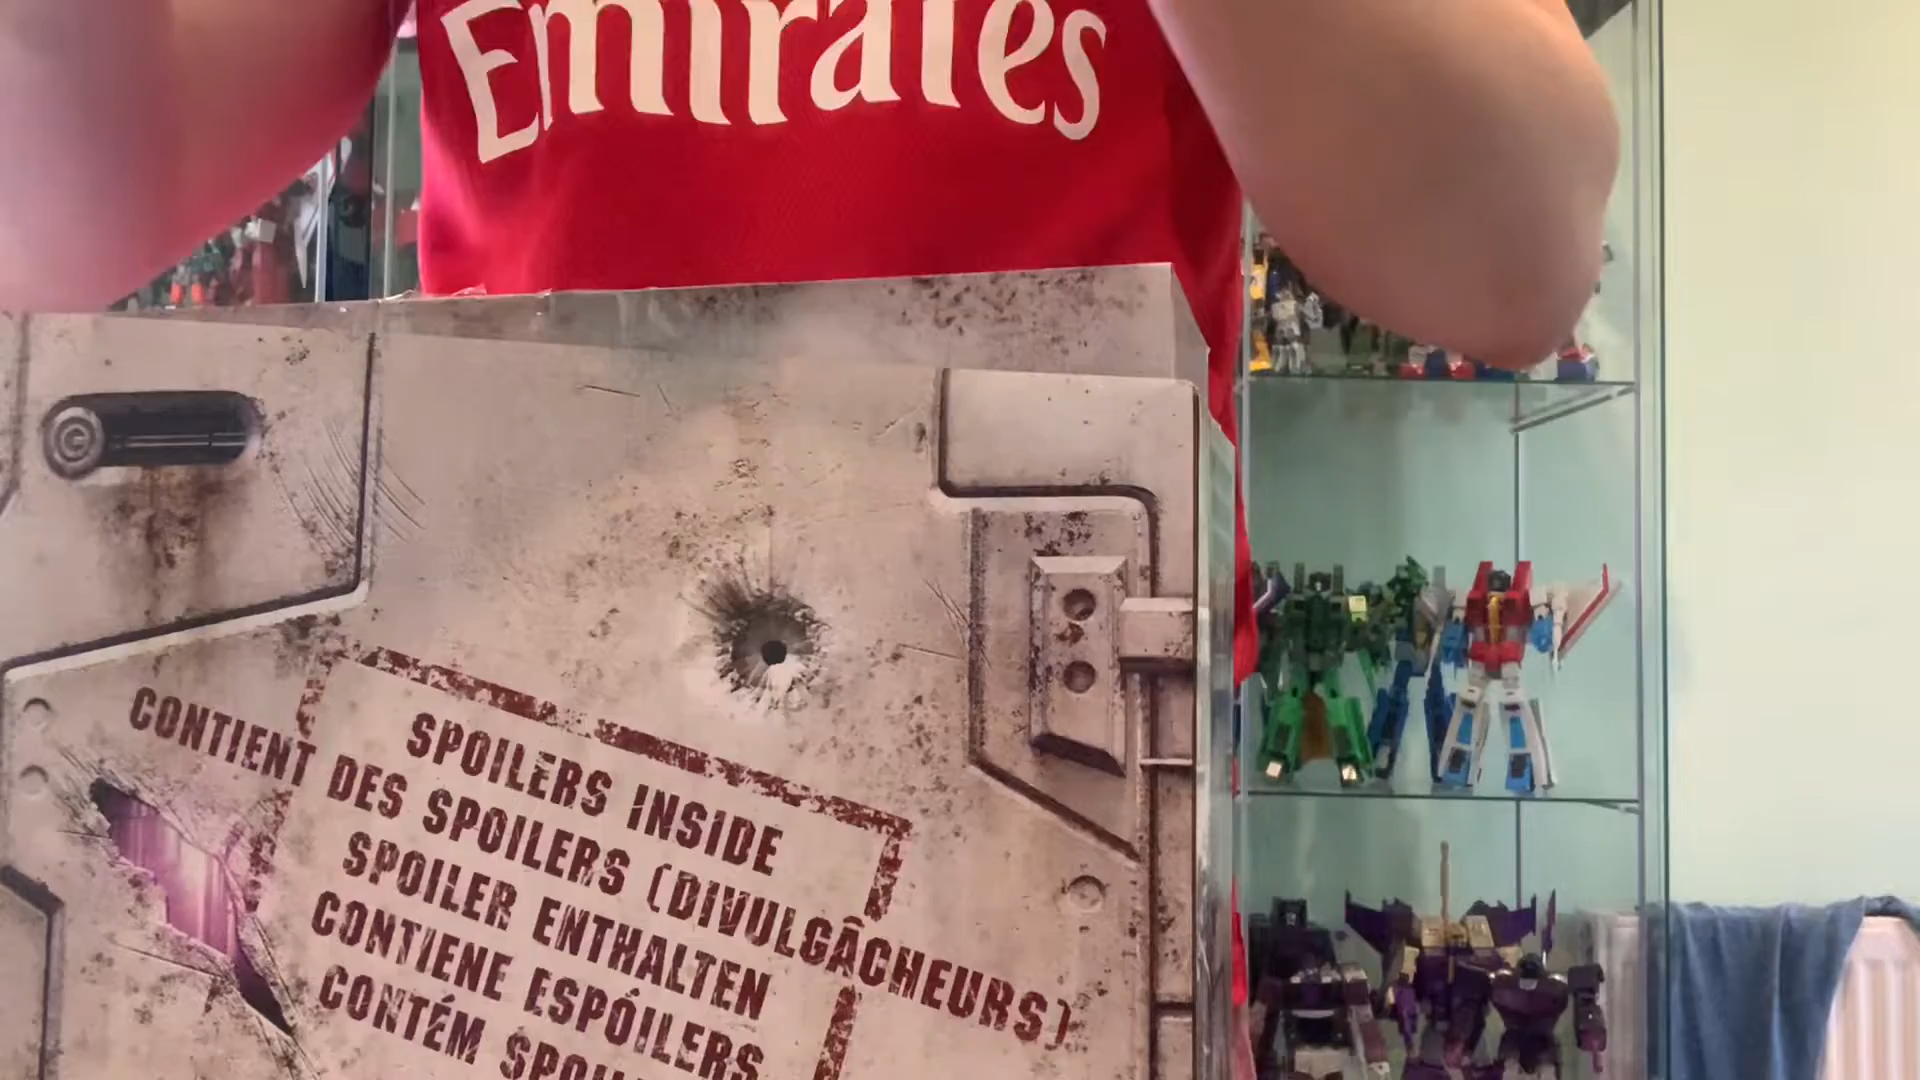 Emirates
SPOILERS INSIDE
CONTIENT DES SPOILERS (DIVULGÂCHEURS)
SPOILER ENTHALTEN
CONTIENE ESPÓILERS
CONTÉM